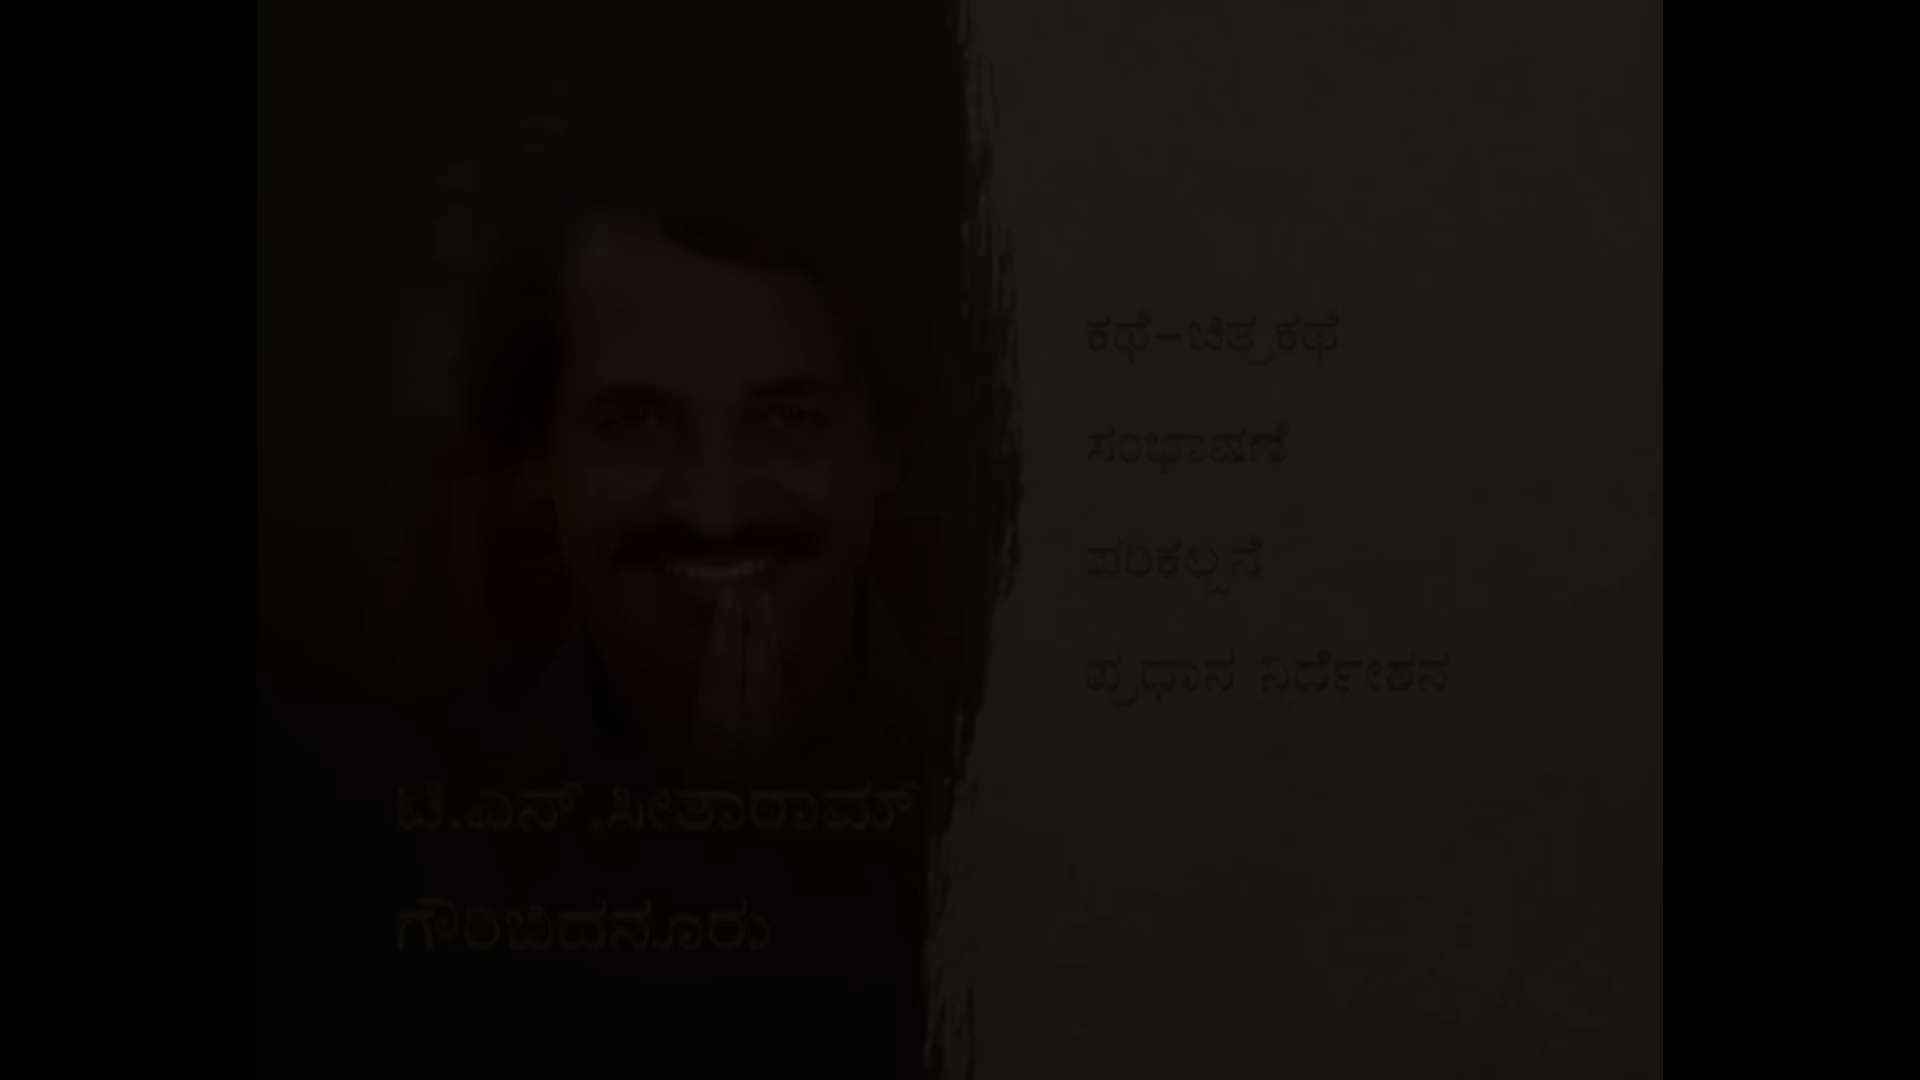 ಕಥೆ-ಚಿತ್ರಕಥೆ
ಸಂಭಾಷಣೆ
ಪರಿಕಲ್ಪನೆ
ಪ್ರಧಾನ ನಿರ್ದೇಶನ
ಟಿ.ಎನ್.ಸೀತಾರಾಮ್
ಗೌರಿಬಿದನೂರು